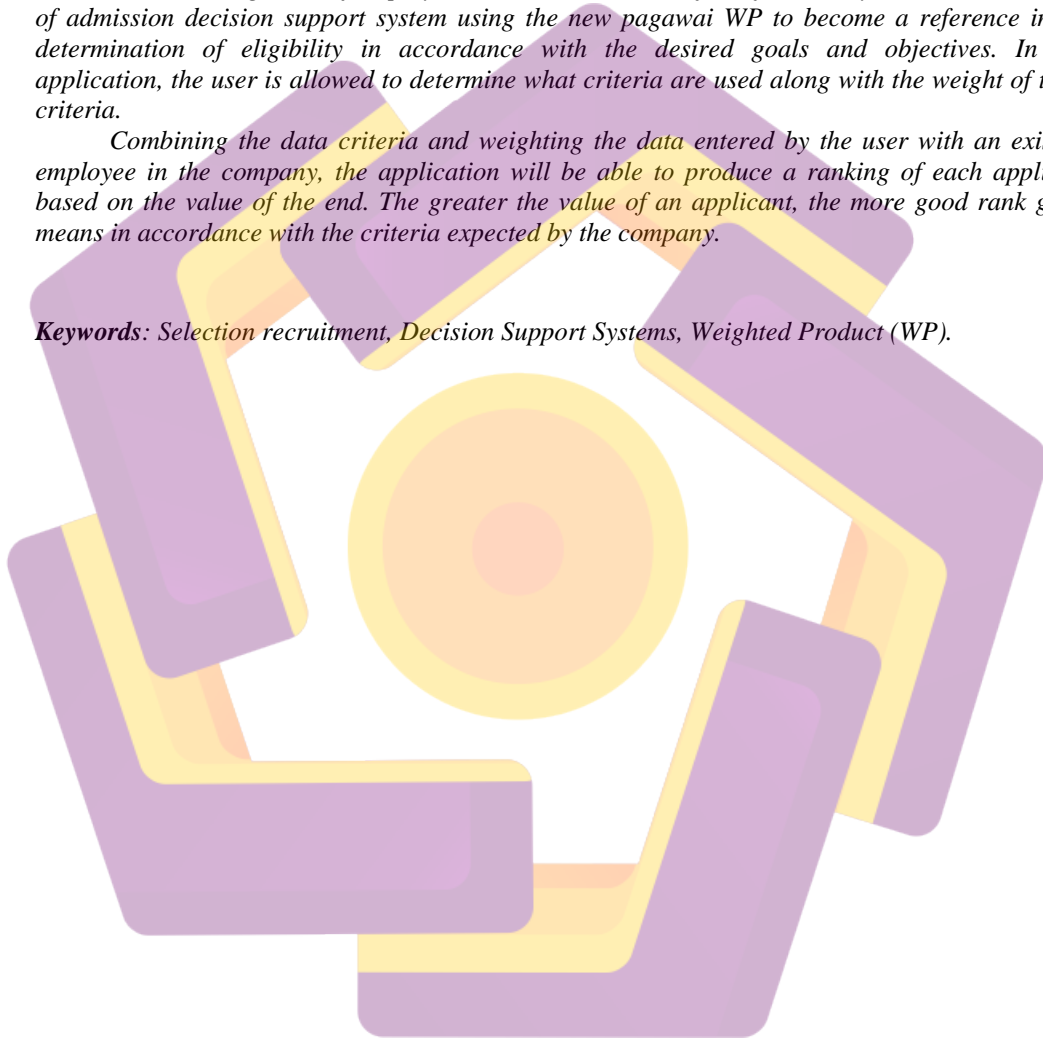 of admission decision support system using the new pagawai WP to become a reference in
determination of eligibility in accordance with the desired goals and objectives. In
application, the user is allowed to determine what criteria are used along with the weight of
criteria.
Combining the data criteria and weighting the data entered by the user with an
employee in the company, the application will be able to produce a ranking of each
based on the value of the end. The greater the value of an applicant, the more good rank
means in accordance with the criteria expected by the company.
Keywords: Selection recruitment, Decision Support Systems, Weighted Product (WP).